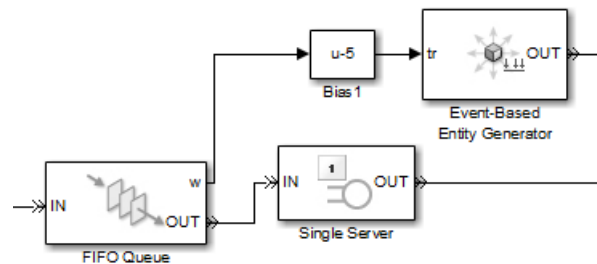 u-5
Bias1
tr
OUT
Event-Based
Entity Generator
IN
w
OUT
FIFO Queue
IN
1
OUT
Single Server